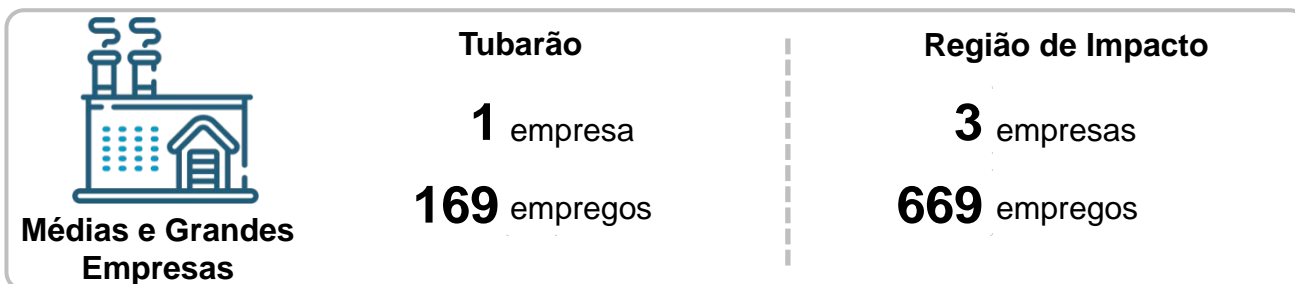 Tubarão
Região de Impacto
1 empresa
3 empresas
169 empregos
669 empregos
Médias e Grandes
Empresas